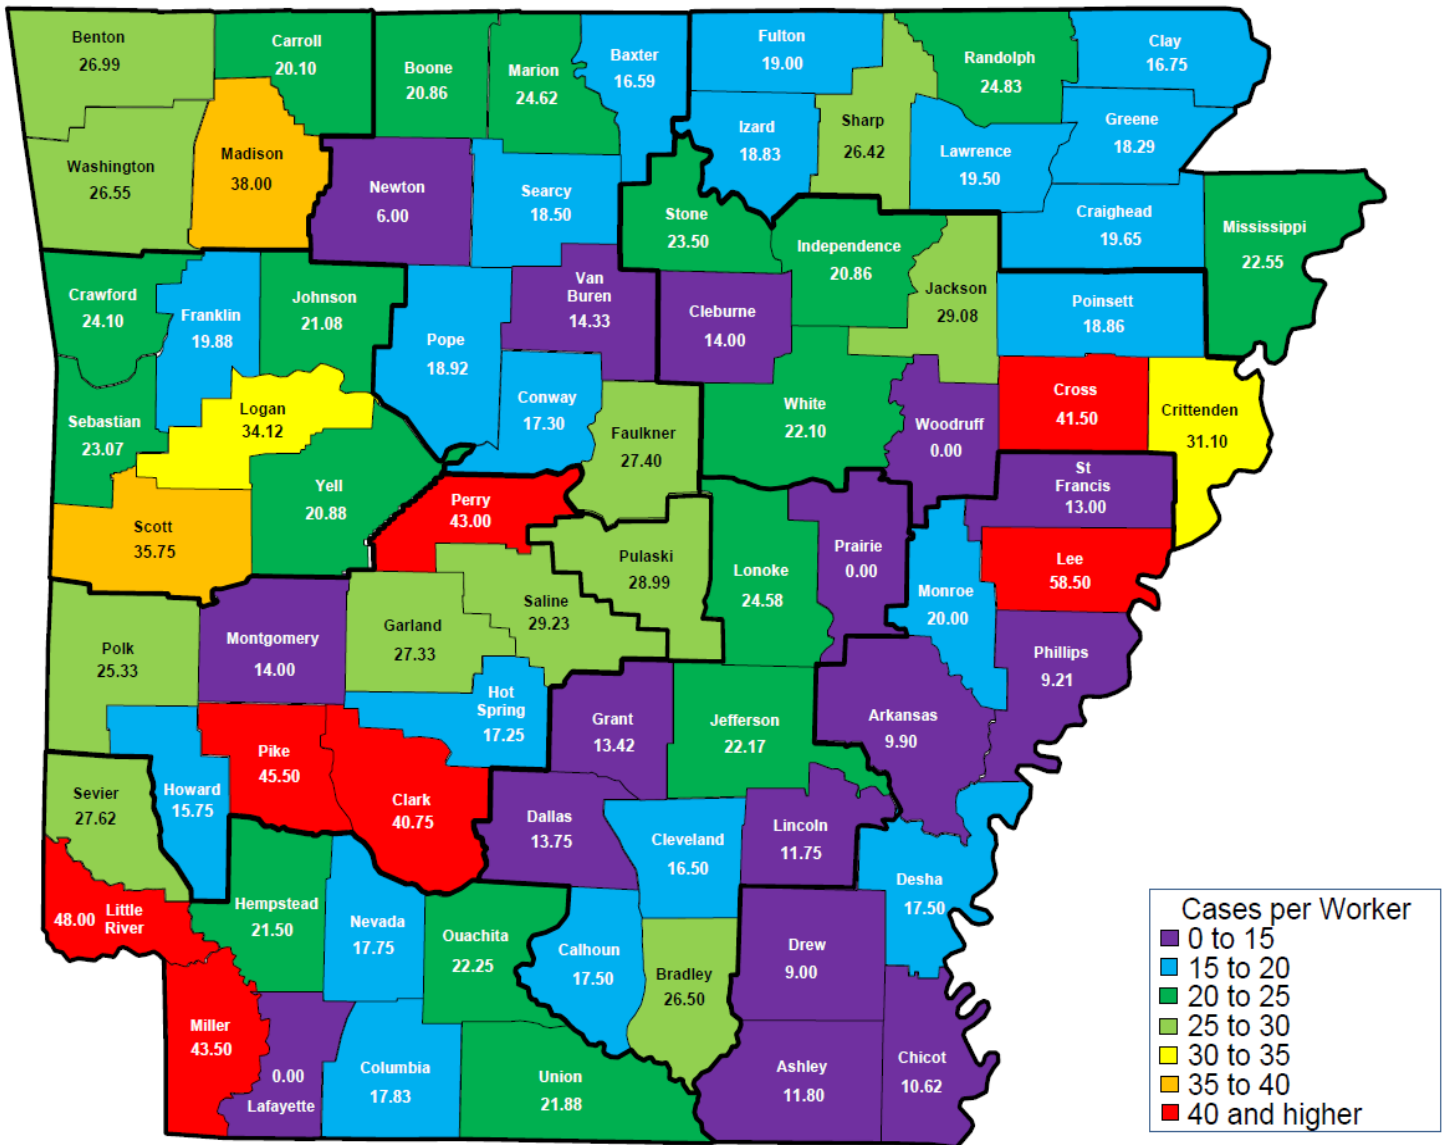 Benton
26.99
Carroll
20.10
Boone
20.86
Marion
24.62
Baxter
16.59
Fulton
19.00
Randolph
24.83
Clay
16.75
Washington
26.55
Madison
38.00
Newton
6.00
Searcy
18.50
Izard
18.83
Sharp
26.42
Lawrence
19.50
Greene
18.29
Stone
23.50
Independence
20.86
Craighead
19.65
Mississippi
22.55
Crawford
24.10
Franklin
19.88
Johnson
21.08
Pope
18.92
Van
Buren
14.33
Cleburne
14.00
Jackson
29.08
Poinsett
18.86
Sebastian
23.07
Logan
34.12
Conway
17.30
Faulkner
27.40
White
22.10
Woodruff
0.00
Cross
41.50
Crittenden
31.10
Scott
35.75
Yell
20.88
Perry
43.00
Pulaski
28.99
Lonoke
24.58
Prairie
0.00
St
Francis
13.00
Lee
58.50
Monroe
20.00
Polk
25.33
Montgomery
14.00
Garland
27.33
Saline
29.23
Hot
Spring
17.25
Grant
13.42
Jefferson
22.17
Arkansas
9.90
Phillips
9.21
Sevier
27.62
Howard
15.75
Pike
45.50
Clark
40.75
Dallas
13.75
Cleveland
16.50
Lincoln
11.75
Desha
17.50
48.00 Little
River
Hempstead
21.50
Nevada
17.75
Ouachita
22.25
Calhoun
17.50
Bradley
26.50
Drew
9.00
Miller
43.50
0.00
Lafayette
Columbia
17.83
Union
21.88
Ashley
11.80
Chicot
10.62
Cases per Worker
0 to 15
15 to 20
20 to 25
25 to 30
30 to 35
35 to 40
40 and higher